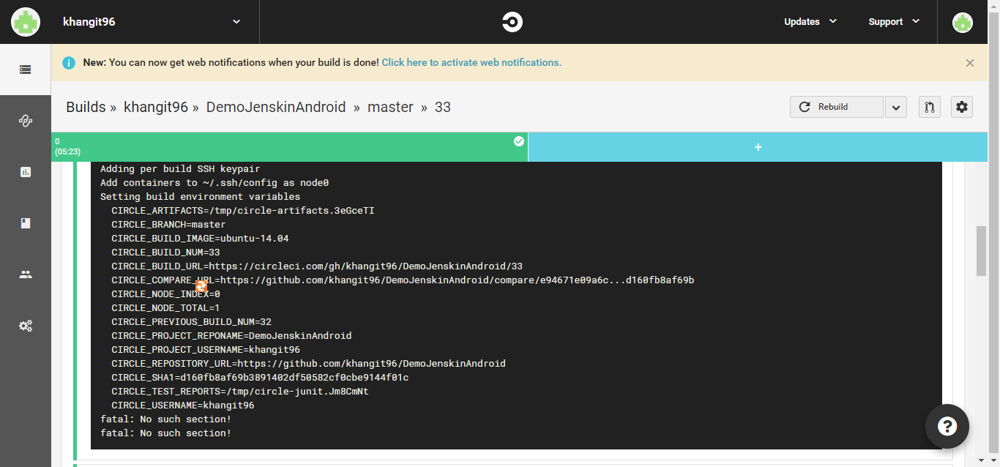 khangit96
Updates
Support
New: You can now get web notifications when your build is done! Click here to activate web notifications.
Builds » khangit96 » DemoJenskinAndroid » master » 33
Rebuild
0
(05:23)
+
Adding per build SSH keypair
Add containers to ~/.ssh/config as node0
Setting build environment variables
CIRCLE_ARTIFACTS=/tmp/circle-artifacts.3eGceTI
CIRCLE_BRANCH=master
CIRCLE_BUILD_IMAGE=ubuntu-14.04
CIRCLE_BUILD_NUM=33
CIRCLE_BUILD_URL=https://circleci.com/gh/khangit96/DemoJenskinAndroid/33
CIRCLE_COMPARE_URL=https://github.com/khangit96/DemoJenskinAndroid/compare/e94671e09a6c...d160fb8af69b
CIRCLE_NODE_INDEX=0
CIRCLE_NODE_TOTAL=1
CIRCLE_PREVIOUS_BUILD_NUM=32
CIRCLE_PROJECT_REPONAME=DemoJenskinAndroid
CIRCLE_PROJECT_USERNAME=khangit96
CIRCLE_REPOSITORY_URL=https://github.com/khangit96/DemoJenskinAndroid
CIRCLE_SHA1=d160fb8af69b3891402df50582cf0cbe9144f01c
CIRCLE_TEST_REPORTS=/tmp/circle-junit.Jm8CmNt
CIRCLE_USERNAME=khangit96
fatal: No such section!
fatal: No such section!